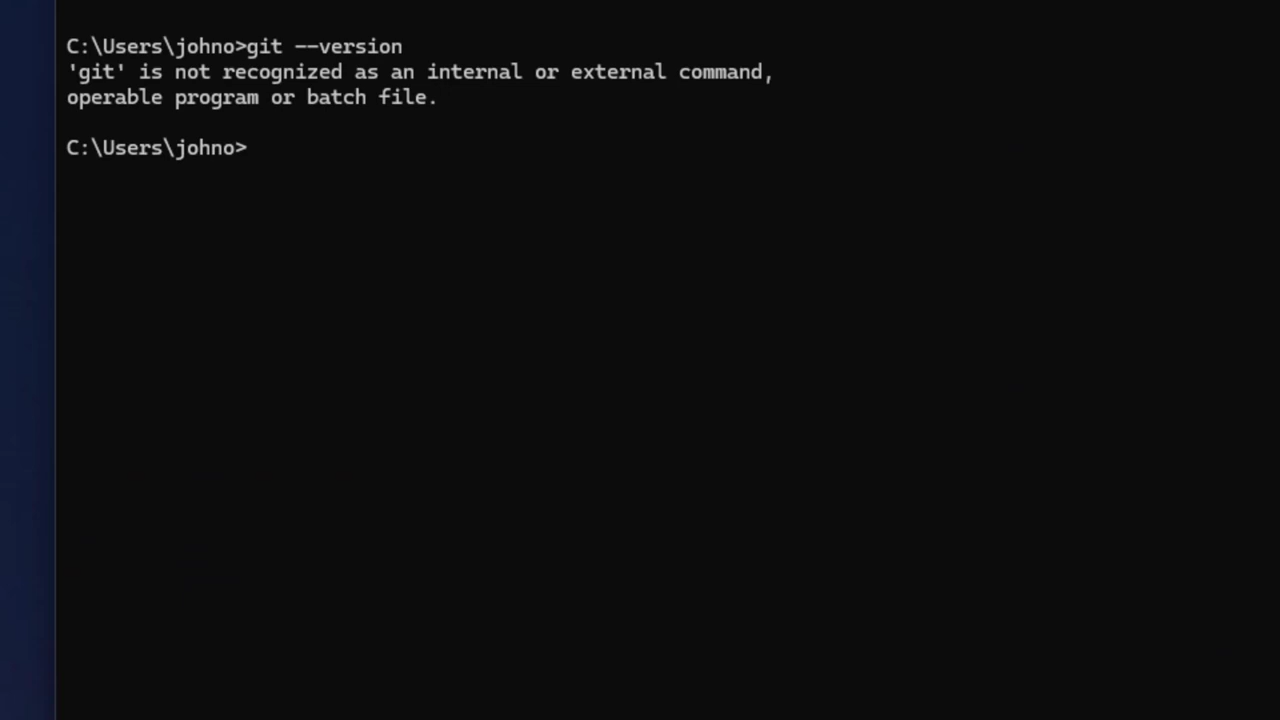 C:\Users\johno>git --version
'git' is not recognized as an internal or external command,
operable program or batch file.
C:\Users\johno>